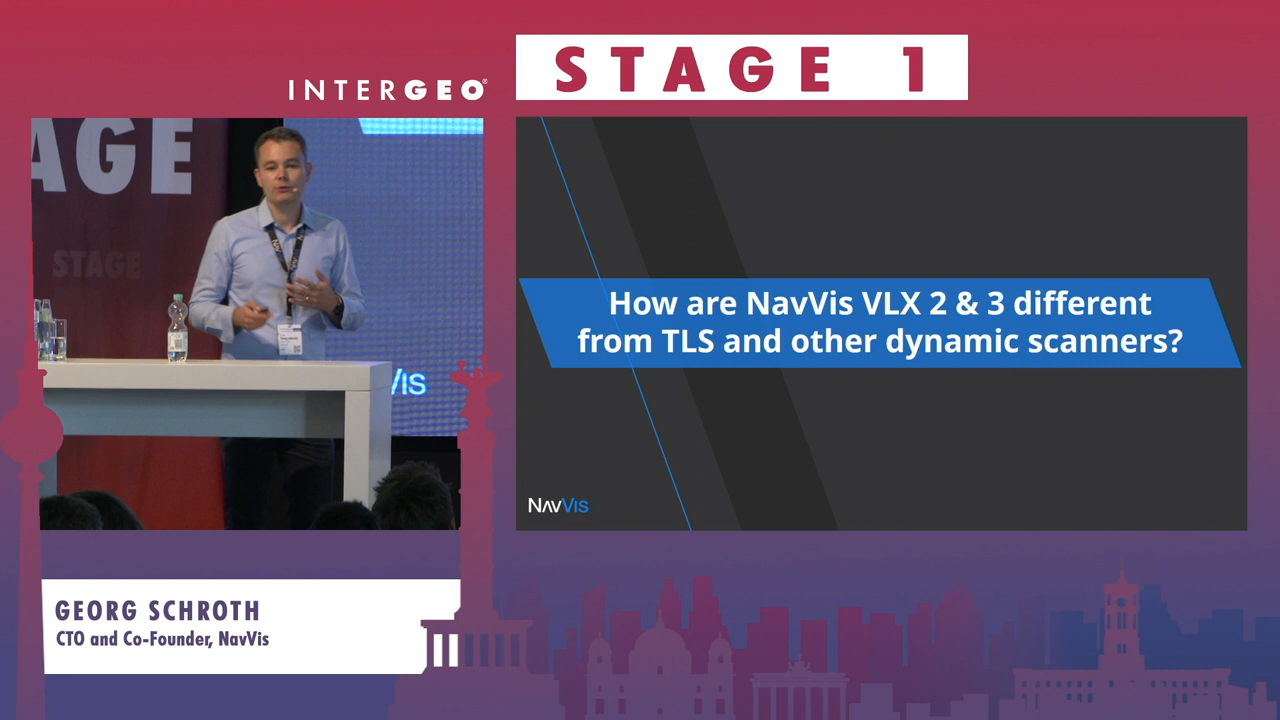 INTERGEO®
STAGE 1
AGE
STAGE
VIS
How are NavVis VLX 2 & 3 different
from TLS and other dynamic scanners?
NAVVIS
GEORG SCHROTH
CTO and Co-Founder, NavVis